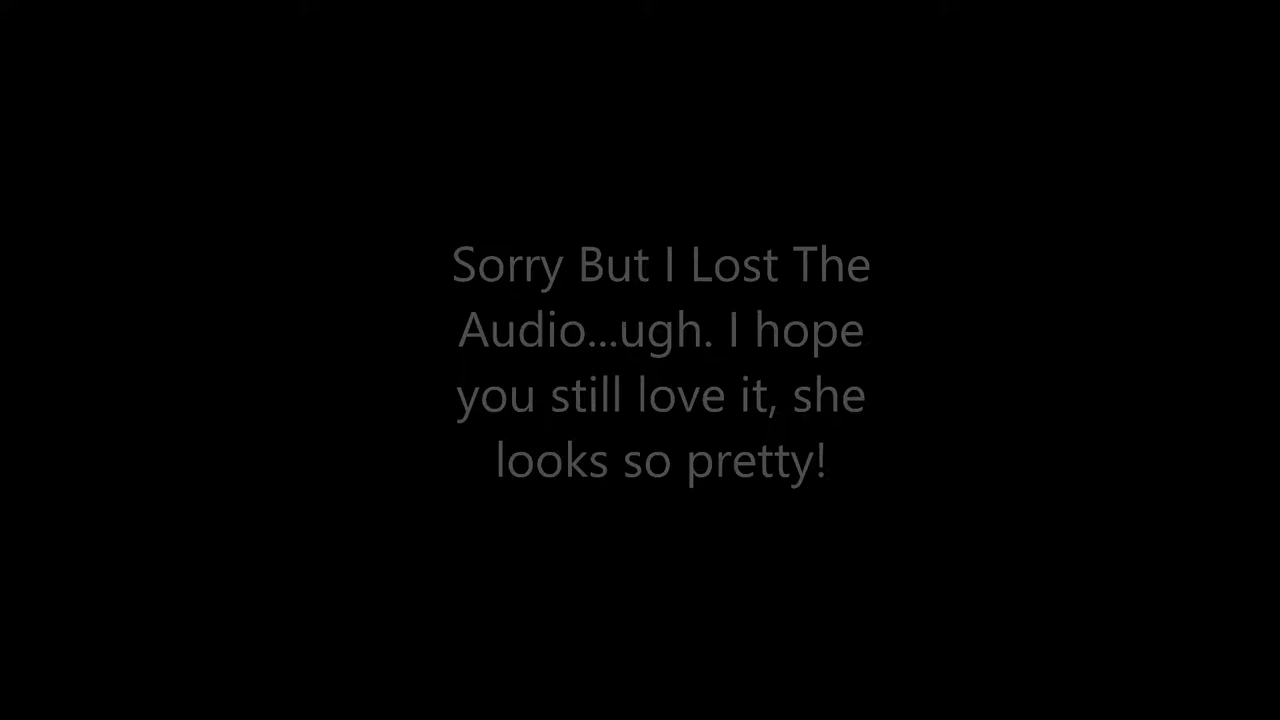 Sorry But I Lost The
Audio...ugh. I hope
you still love it, she
looks so pretty!